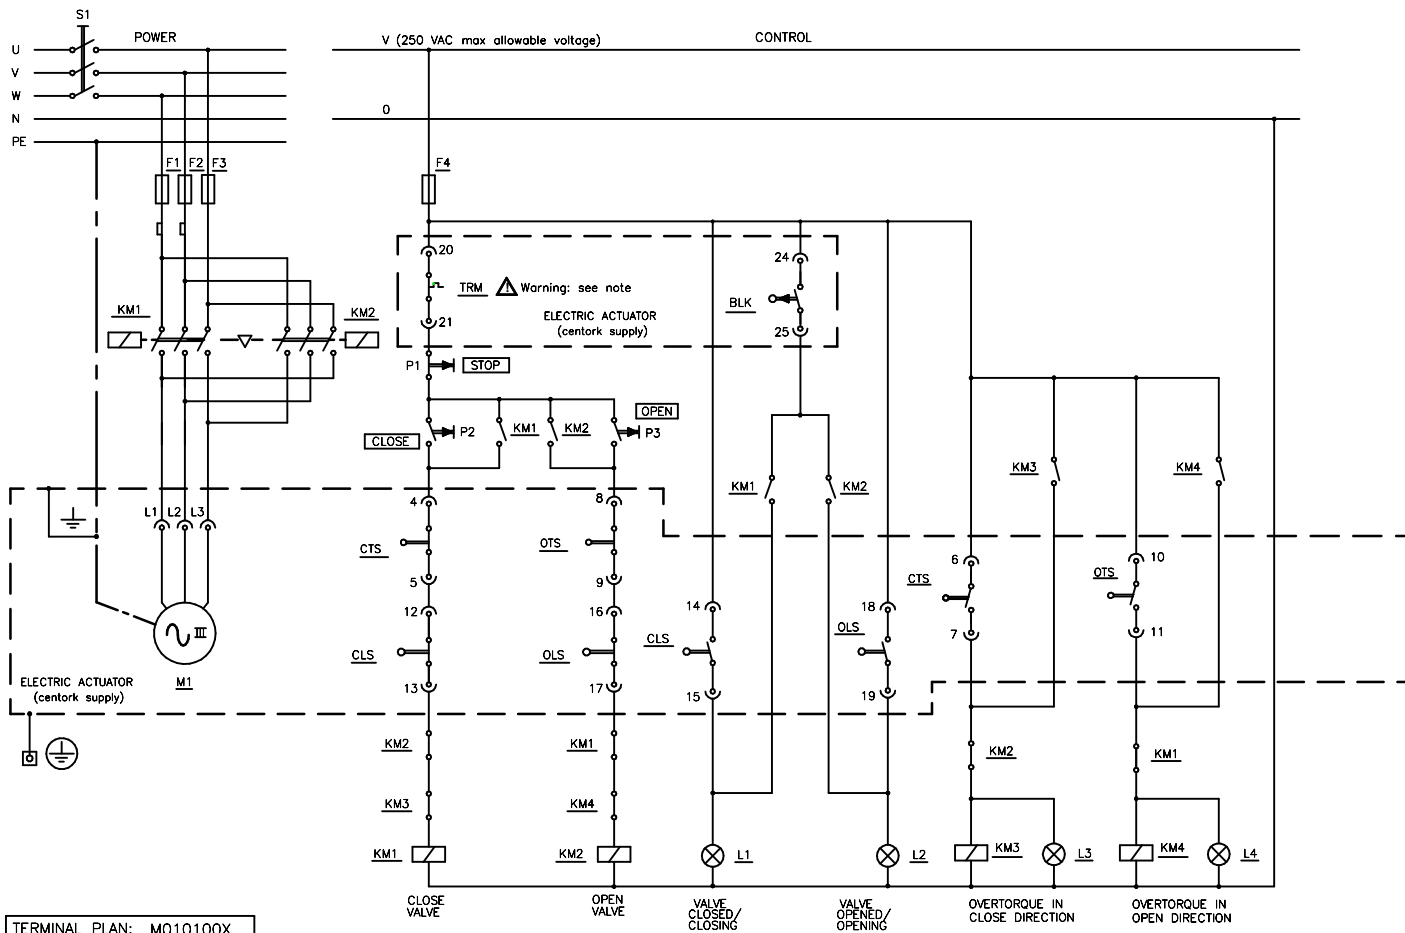 S1
POWER
V (250 VAC max allowable voltage)
CONTROL
U
V
W
N
O
PE
F1
F2
F3
F4
20
24
TRM
Warning: see note
BLK
KM1
KM2
21
ELECTRIC ACTUATOR
(centork supply)
25
P1
STOP
OPEN
CLOSE
P2
KM1
KM2
P3
KM3
KM4
KM1
KM2
4
8
L1
L2
L3
CTS
OTS
6
10
CTS
OTS
5
9
12
16
14
18
7
11
CLS
OLS
CLS
OLS
III
13
17
15
19
ELECTRIC ACTUATOR
(centork supply)
M1
KM2
KM1
KM2
KM1
KM3
KM4
KM1
KM2
L1
L2
KM3
L3
KM4
L4
CLOSE
VALVE
OPEN
VALVE
VALVE
CLOSED/
CLOSING
VALVE
OPENED/
OPENING
OVERTORQUE IN
CLOSE DIRECTION
OVERTORQUE IN
OPEN DIRECTION
TERMINAL PLAN: M010100X